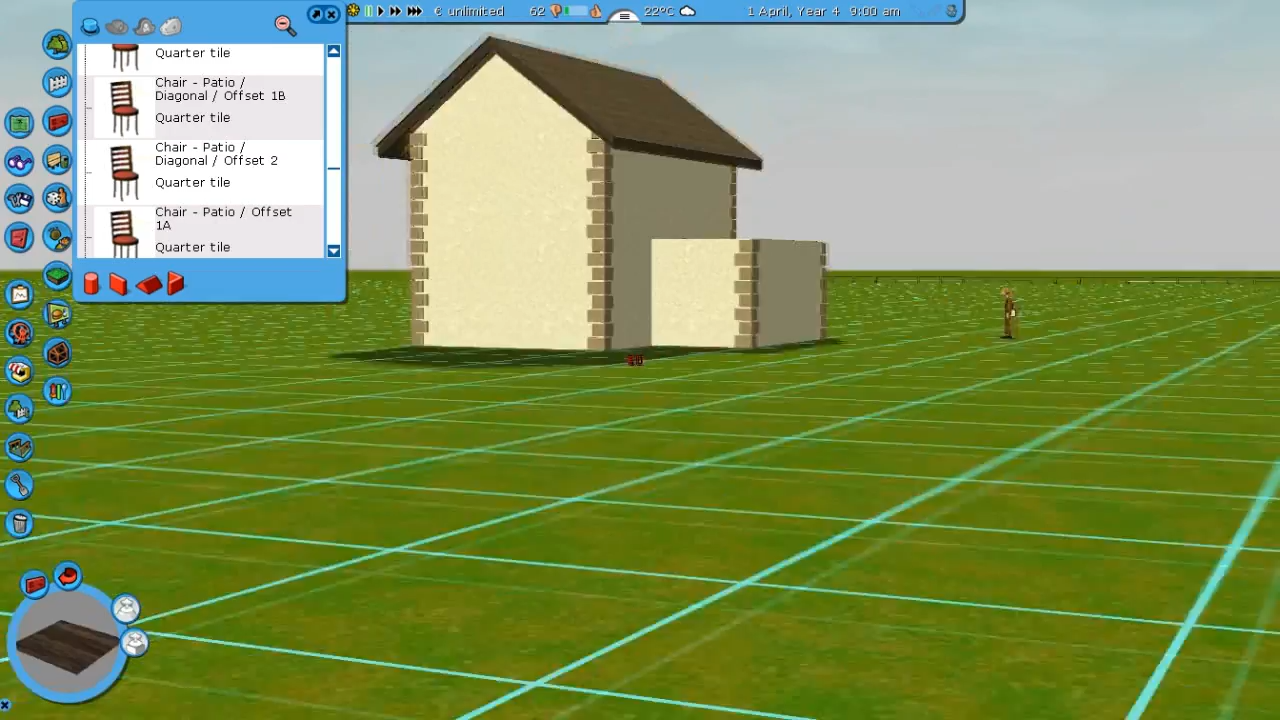 € unlimited 62 22°C 1 April, Year 4 9:00 am
Quarter tile
Chair - Patio /
Diagonal / Offset 1B
Quarter tile
Chair - Patio /
Diagonal / Offset 2
Quarter tile
Chair - Patio / Offset
1A
Quarter tile